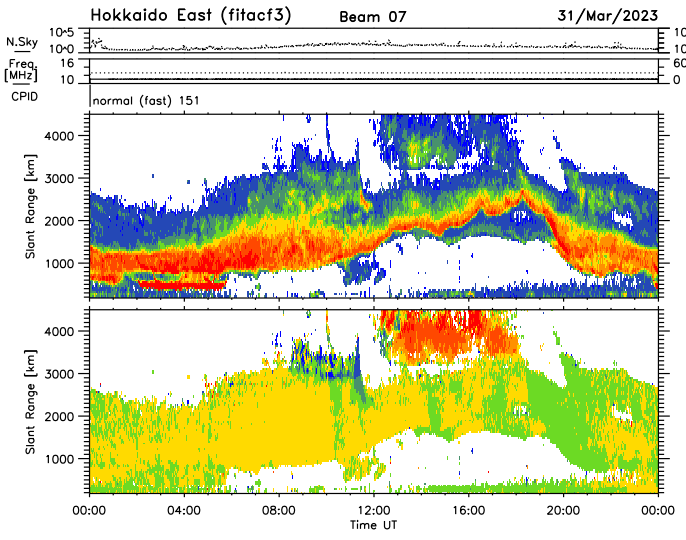 Hokkaido East (fitacf3) Beam 07 31/Mar/2023
N.Sky 10^5 10^0 10 10
Freq. [MHz] 16 10 60 0
CPID normal (fast) 151
Slant Range [km] 4000 3000 2000 1000
Slant Range [km] 4000 3000 2000 1000
00:00 04:00 08:00 12:00 16:00 20:00 00:00
Time UT